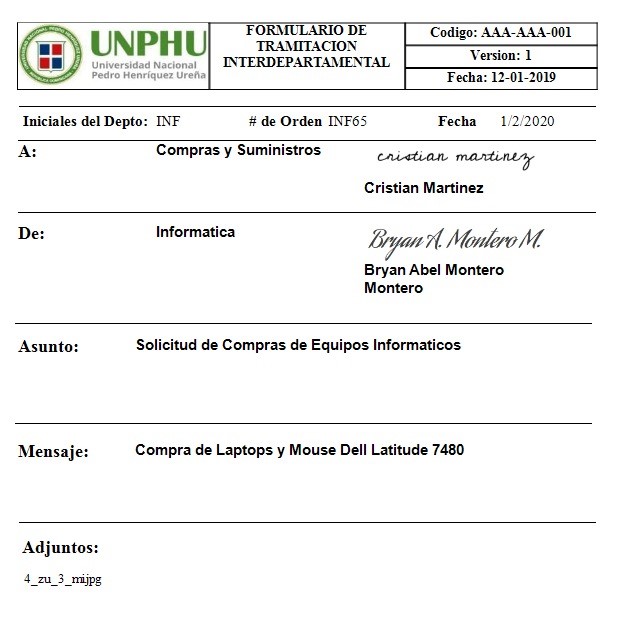 UNPHU
Universidad Nacional
Pedro Henríquez Ureña
FORMULARIO DE
TRAMITACION
INTERDEPARTAMENTAL
Codigo: AAA-AAA-001
Version: 1
Fecha: 12-01-2019
Iniciales del Depto: INF # de Orden INF65 Fecha 1/2/2020
A: Compras y Suministros cristian martinez
Cristian Martinez
De: Informatica Bryan A. Montero M.
Bryan Abel Montero
Montero
Asunto: Solicitud de Compras de Equipos Informaticos
Mensaje: Compra de Laptops y Mouse Dell Latitude 7480
Adjuntos:
4_zu_3_mijpg